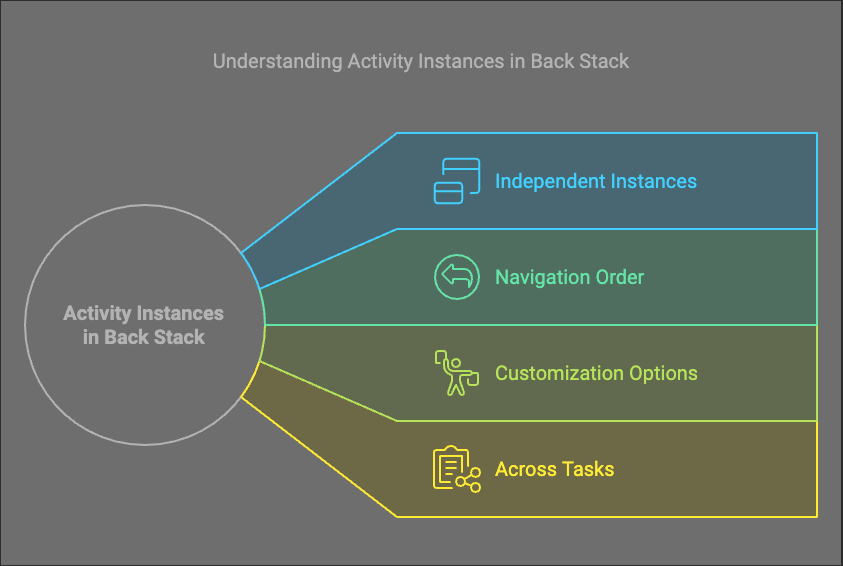 Understanding Activity Instances in Back Stack
Activity Instances
in Back Stack
Independent Instances
Navigation Order
Customization Options
Across Tasks